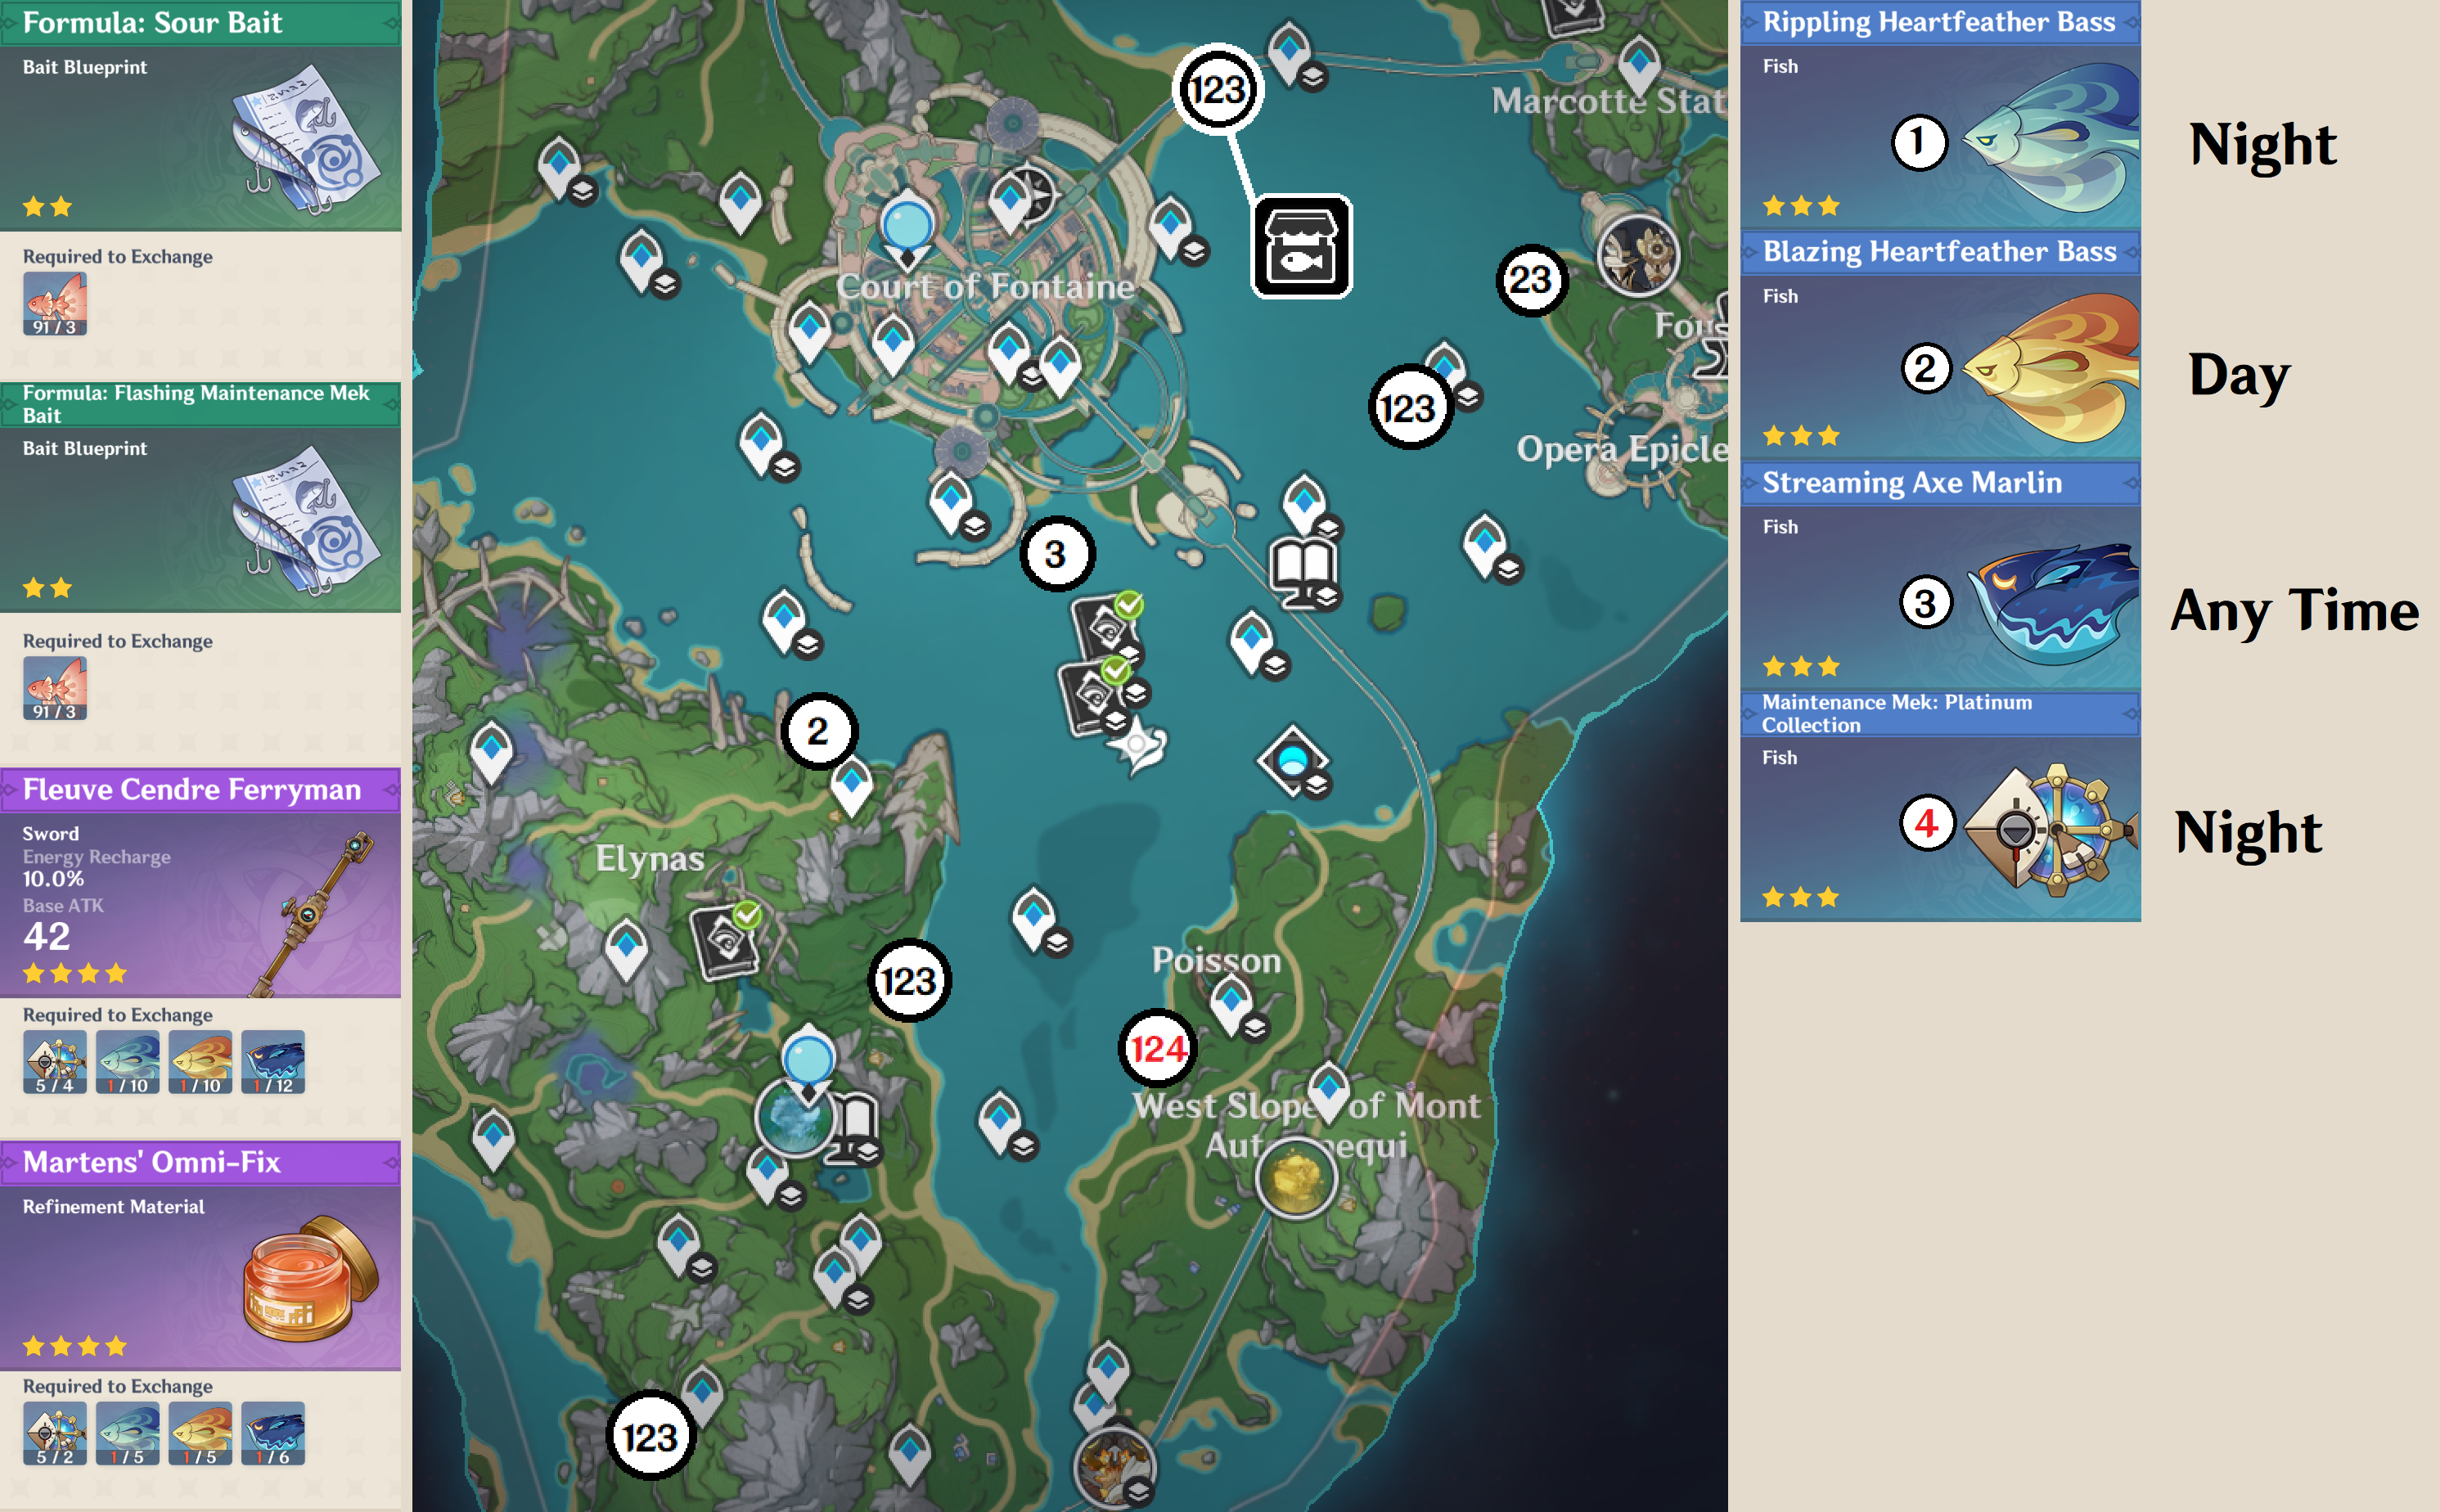 Formula: Sour Bait
Bait Blueprint
Required to Exchange
91 / 3
Formula: Flashing Maintenance Mek
Bait
Bait Blueprint
Required to Exchange
91 / 3
Fleuve Cendre Ferryman
Sword
Energy Recharge
10.0%
Base ATK
42
Required to Exchange
5 / 4
1 / 10
1 / 10
1 / 12
Martens' Omni-Fix
Refinement Material
Required to Exchange
5 / 2
1 / 5
1 / 5
1 / 6
123
Marcotte Stat
Court of Fontaine
23
Fou
123
Opera Epicle
3
2
Elynas
123
Poisson
124
West Slope of Mont
Aut equi
123
Rippling Heartfeather Bass
Fish
1
Night
Blazing Heartfeather Bass
Fish
2
Day
Streaming Axe Marlin
Fish
3
Any Time
Maintenance Mek: Platinum
Collection
Fish
4
Night